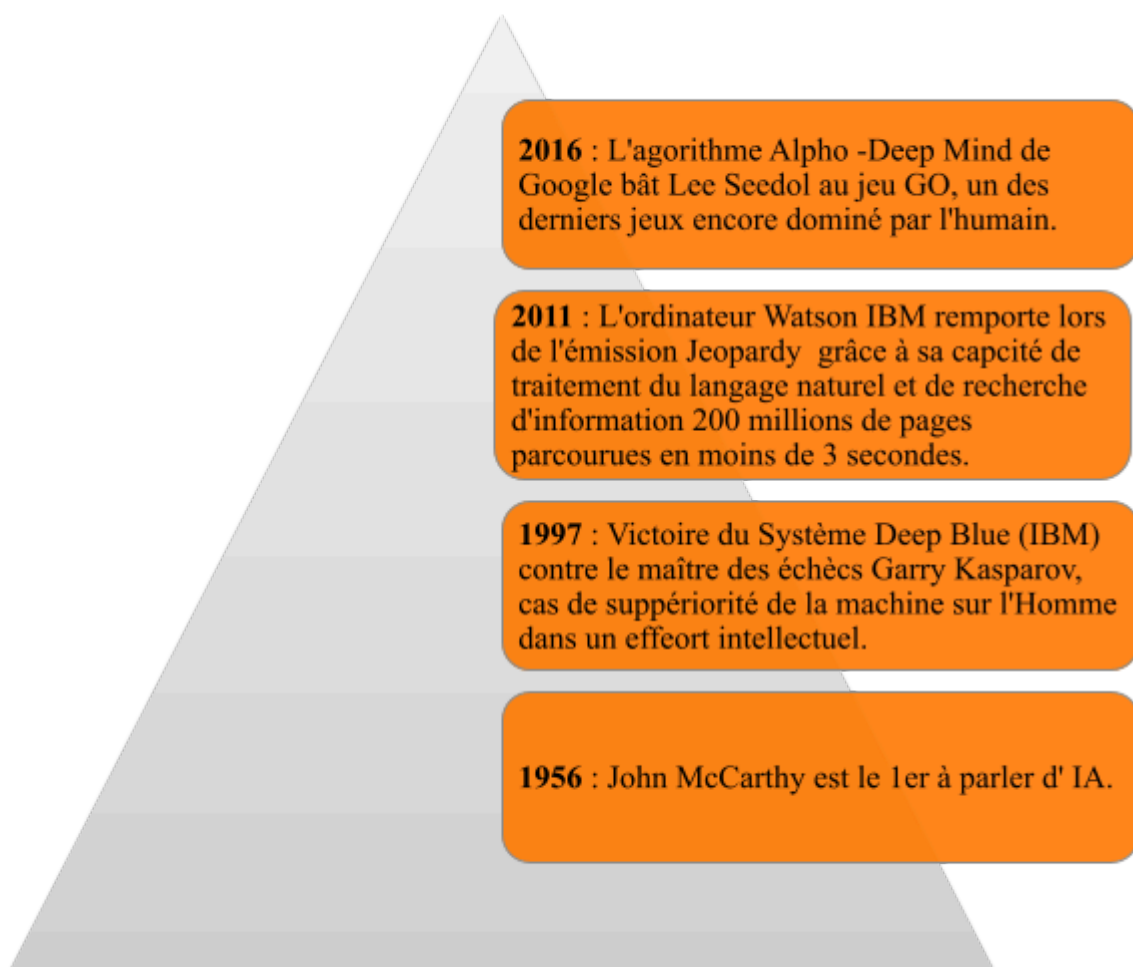 2016 : L'agorithme Alpho -Deep Mind de
Google bât Lee Seedol au jeu GO, un des
derniers jeux encore dominé par l'humain.
2011 : L'ordinateur Watson IBM remporte lors
de l'émission Jeopardy  grâce à sa capcité de
traitement du langage naturel et de recherche
d'information 200 millions de pages
parcourues en moins de 3 secondes.
1997 : Victoire du Système Deep Blue (IBM)
contre le maître des échècs Garry Kasparov,
cas de suppériorité de la machine sur l'Homme
dans un effeort intellectuel.
1956 : John McCarthy est le 1er à parler d' IA.